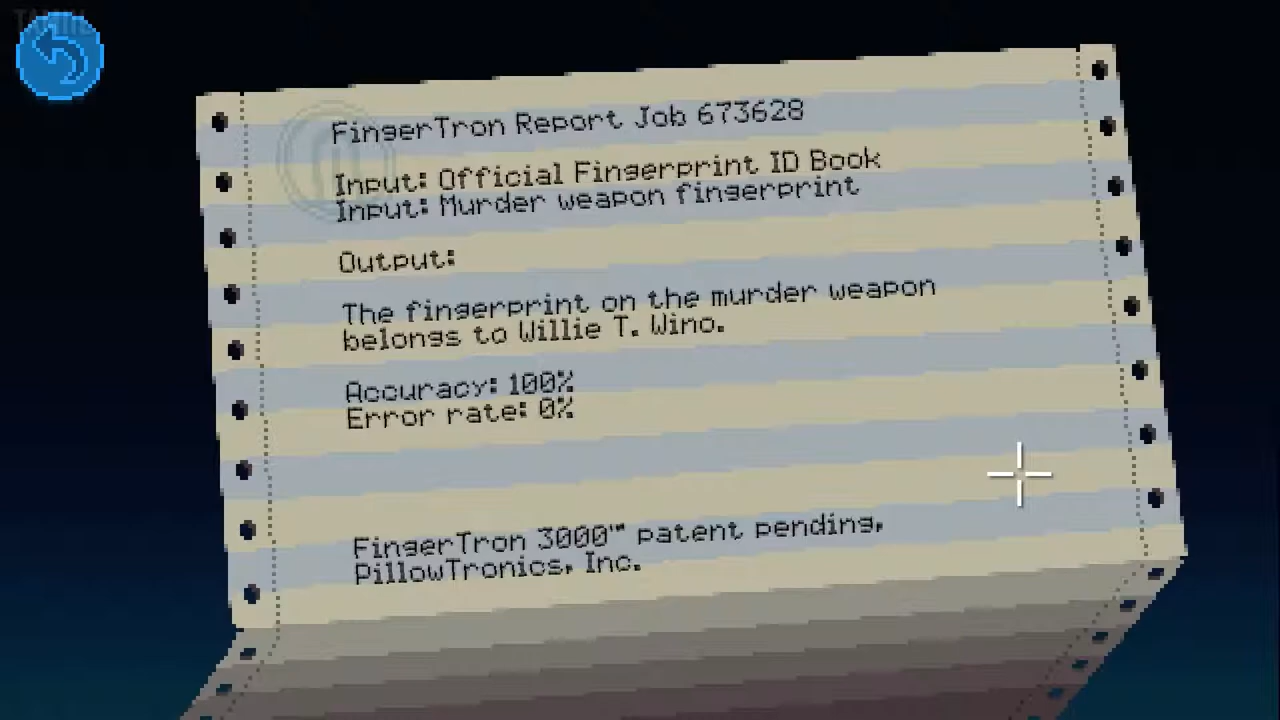 FingerTron Report Job 673628
Input: Official Fingerprint ID Book
Input: Murder weapon fingerprint
Output:
The fingerprint on the murder weapon
belongs to Willie T. Wino.
Accuracy: 100%
Error rate: 0%
FingerTron 3000™ patent pending,
PillowTronics, Inc.